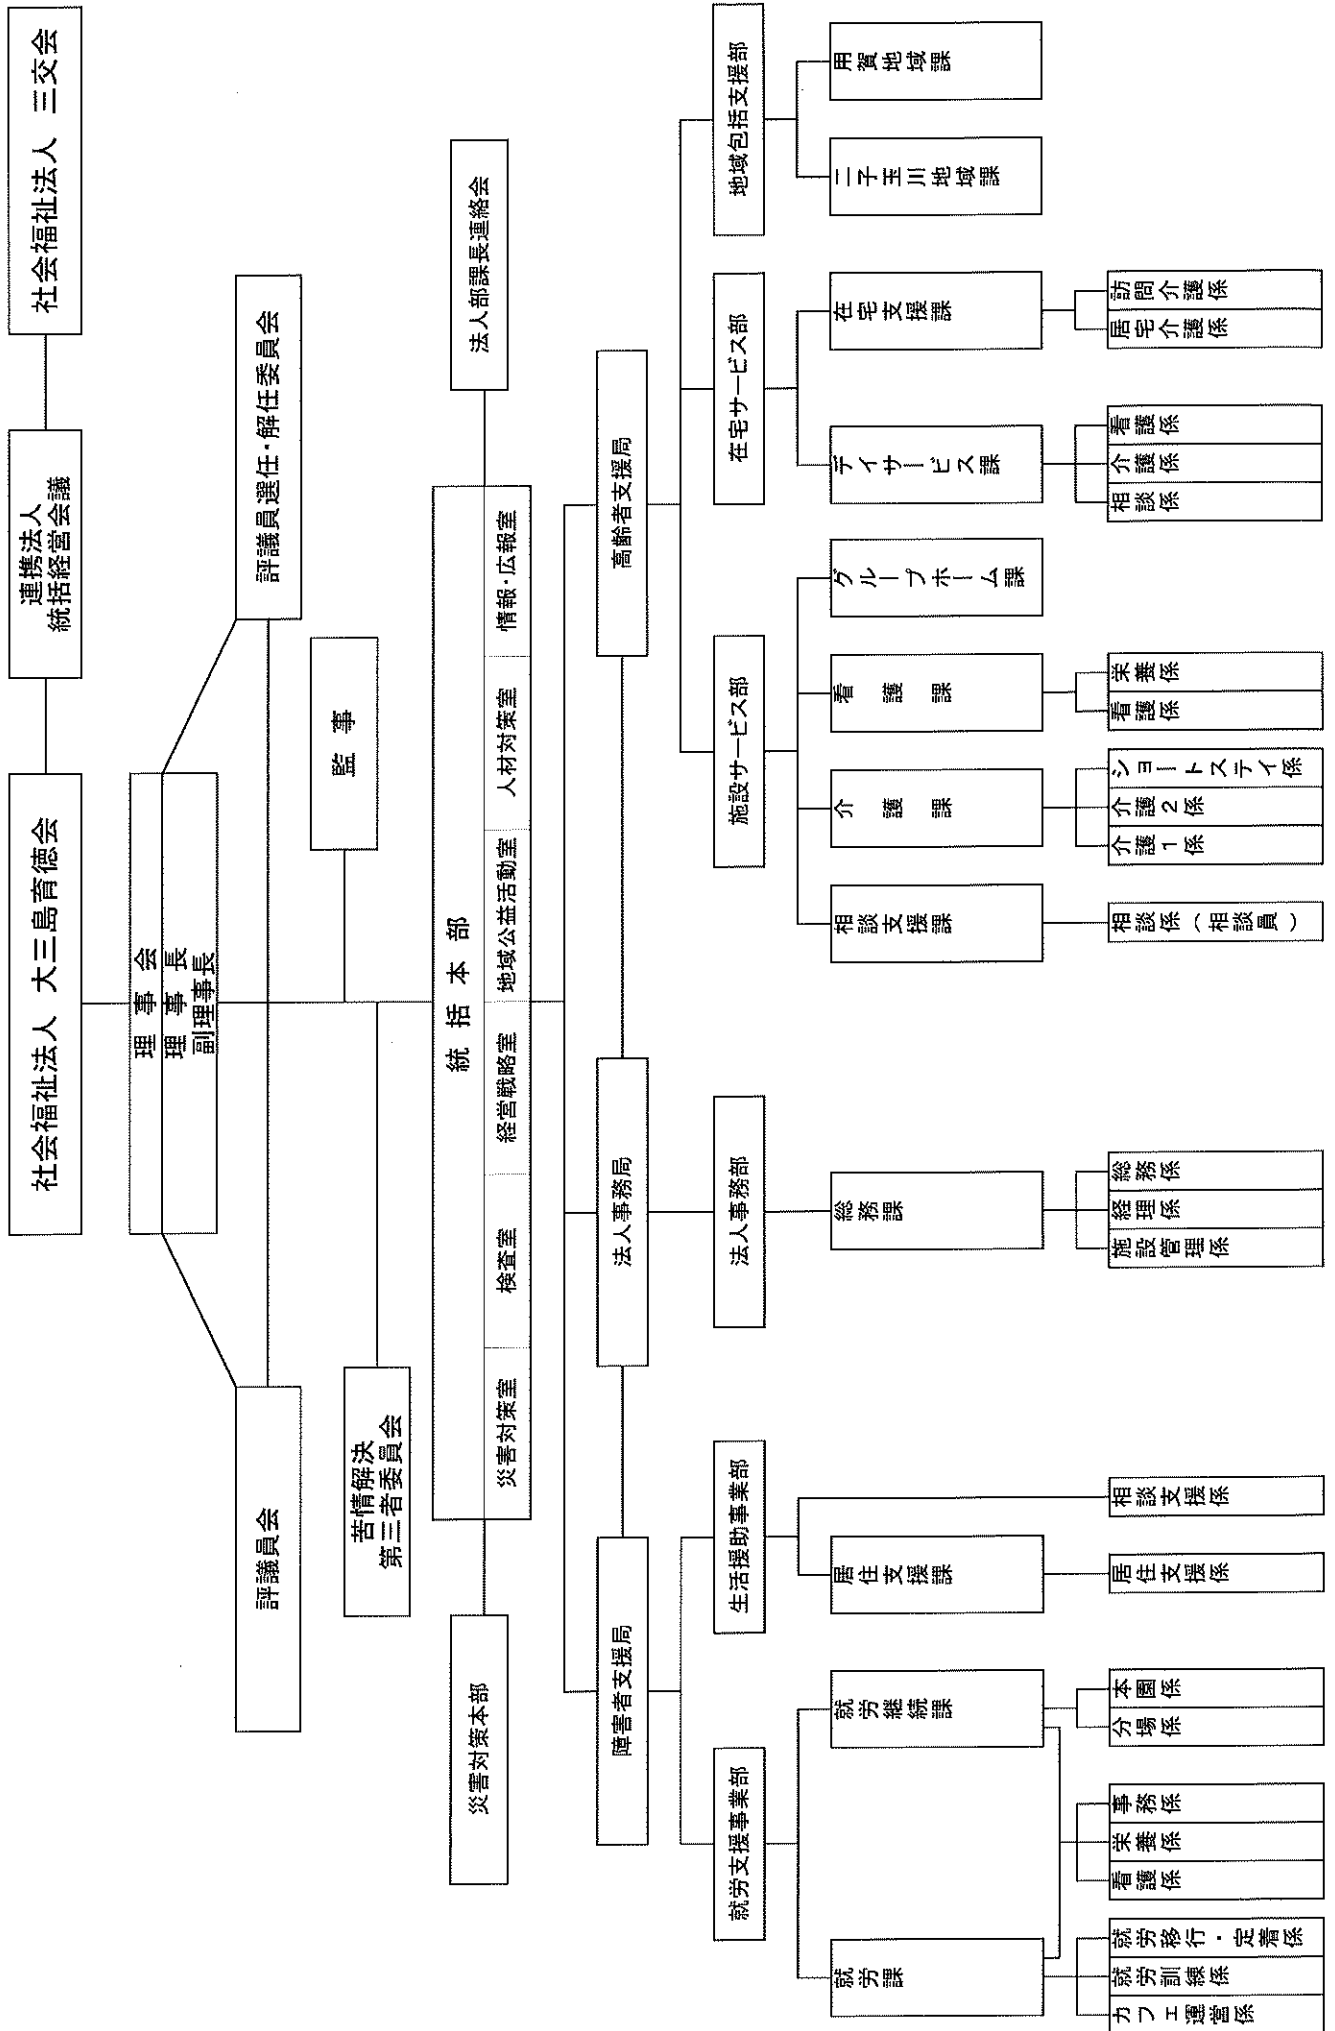 社会福祉法人 大三島育徳会
連携法人
統括経営会議
社会福祉法人 三交会
理事会
理事長
副理事長
評議員会
評議員選任・解任委員会
監事
苦情解決
第三者委員会
災害対策本部
統括本部
法人部課長連絡会
災害対策室
検査室
経営戦略室
地域公益活動室
人材対策室
情報・広報室
障害者支援局
法人事務局
高齢者支援局
就労支援事業部
生活援助事業部
法人事務部
施設サービス部
在宅サービス部
地域包括支援部
就労課
就労継続課
居住支援課
総務課
相談支援課
介護課
看護課
グループホーム課
デイサービス課
在宅支援課
二子玉川地域課
用賀地域課
カフェ運営係
就労訓練係
就労移行・定着係
看護係
栄養係
事務係
分場係
本園係
居住支援係
相談支援係
施設管理係
経理係
総務係
相談係（相談員）
介護1係
介護2係
ショートステイ係
看護係
栄養係
相談係
介護係
看護係
居宅介護係
訪問介護係